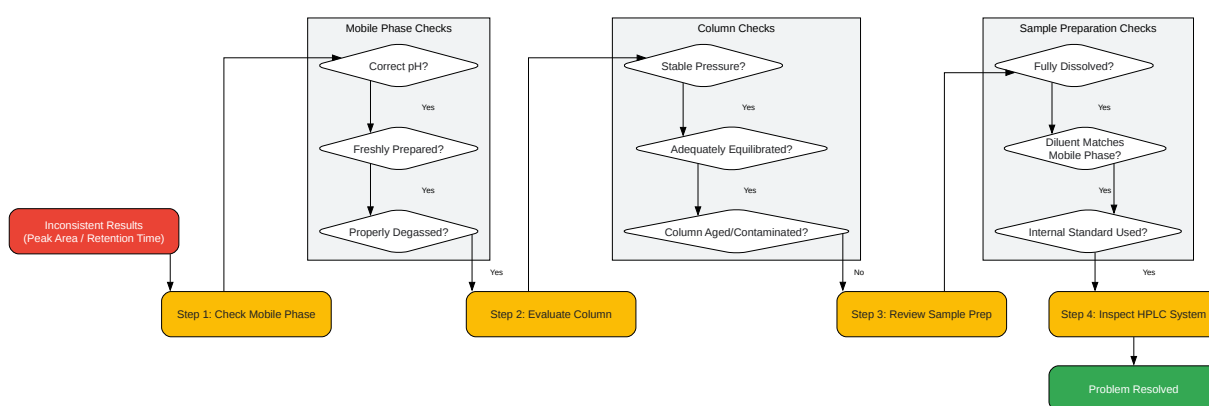 Mobile Phase Checks
Correct pH?
Yes
Freshly Prepared?
Yes
Properly Degassed?
Yes
Inconsistent Results
(Peak Area / Retention Time)
Step 1: Check Mobile Phase
Column Checks
Stable Pressure?
Yes
Adequately Equilibrated?
Yes
Column Aged/Contaminated?
No
Step 2: Evaluate Column
Sample Preparation Checks
Fully Dissolved?
Yes
Diluent Matches
Mobile Phase?
Yes
Internal Standard Used?
Yes
Step 3: Review Sample Prep
Step 4: Inspect HPLC System
Problem Resolved